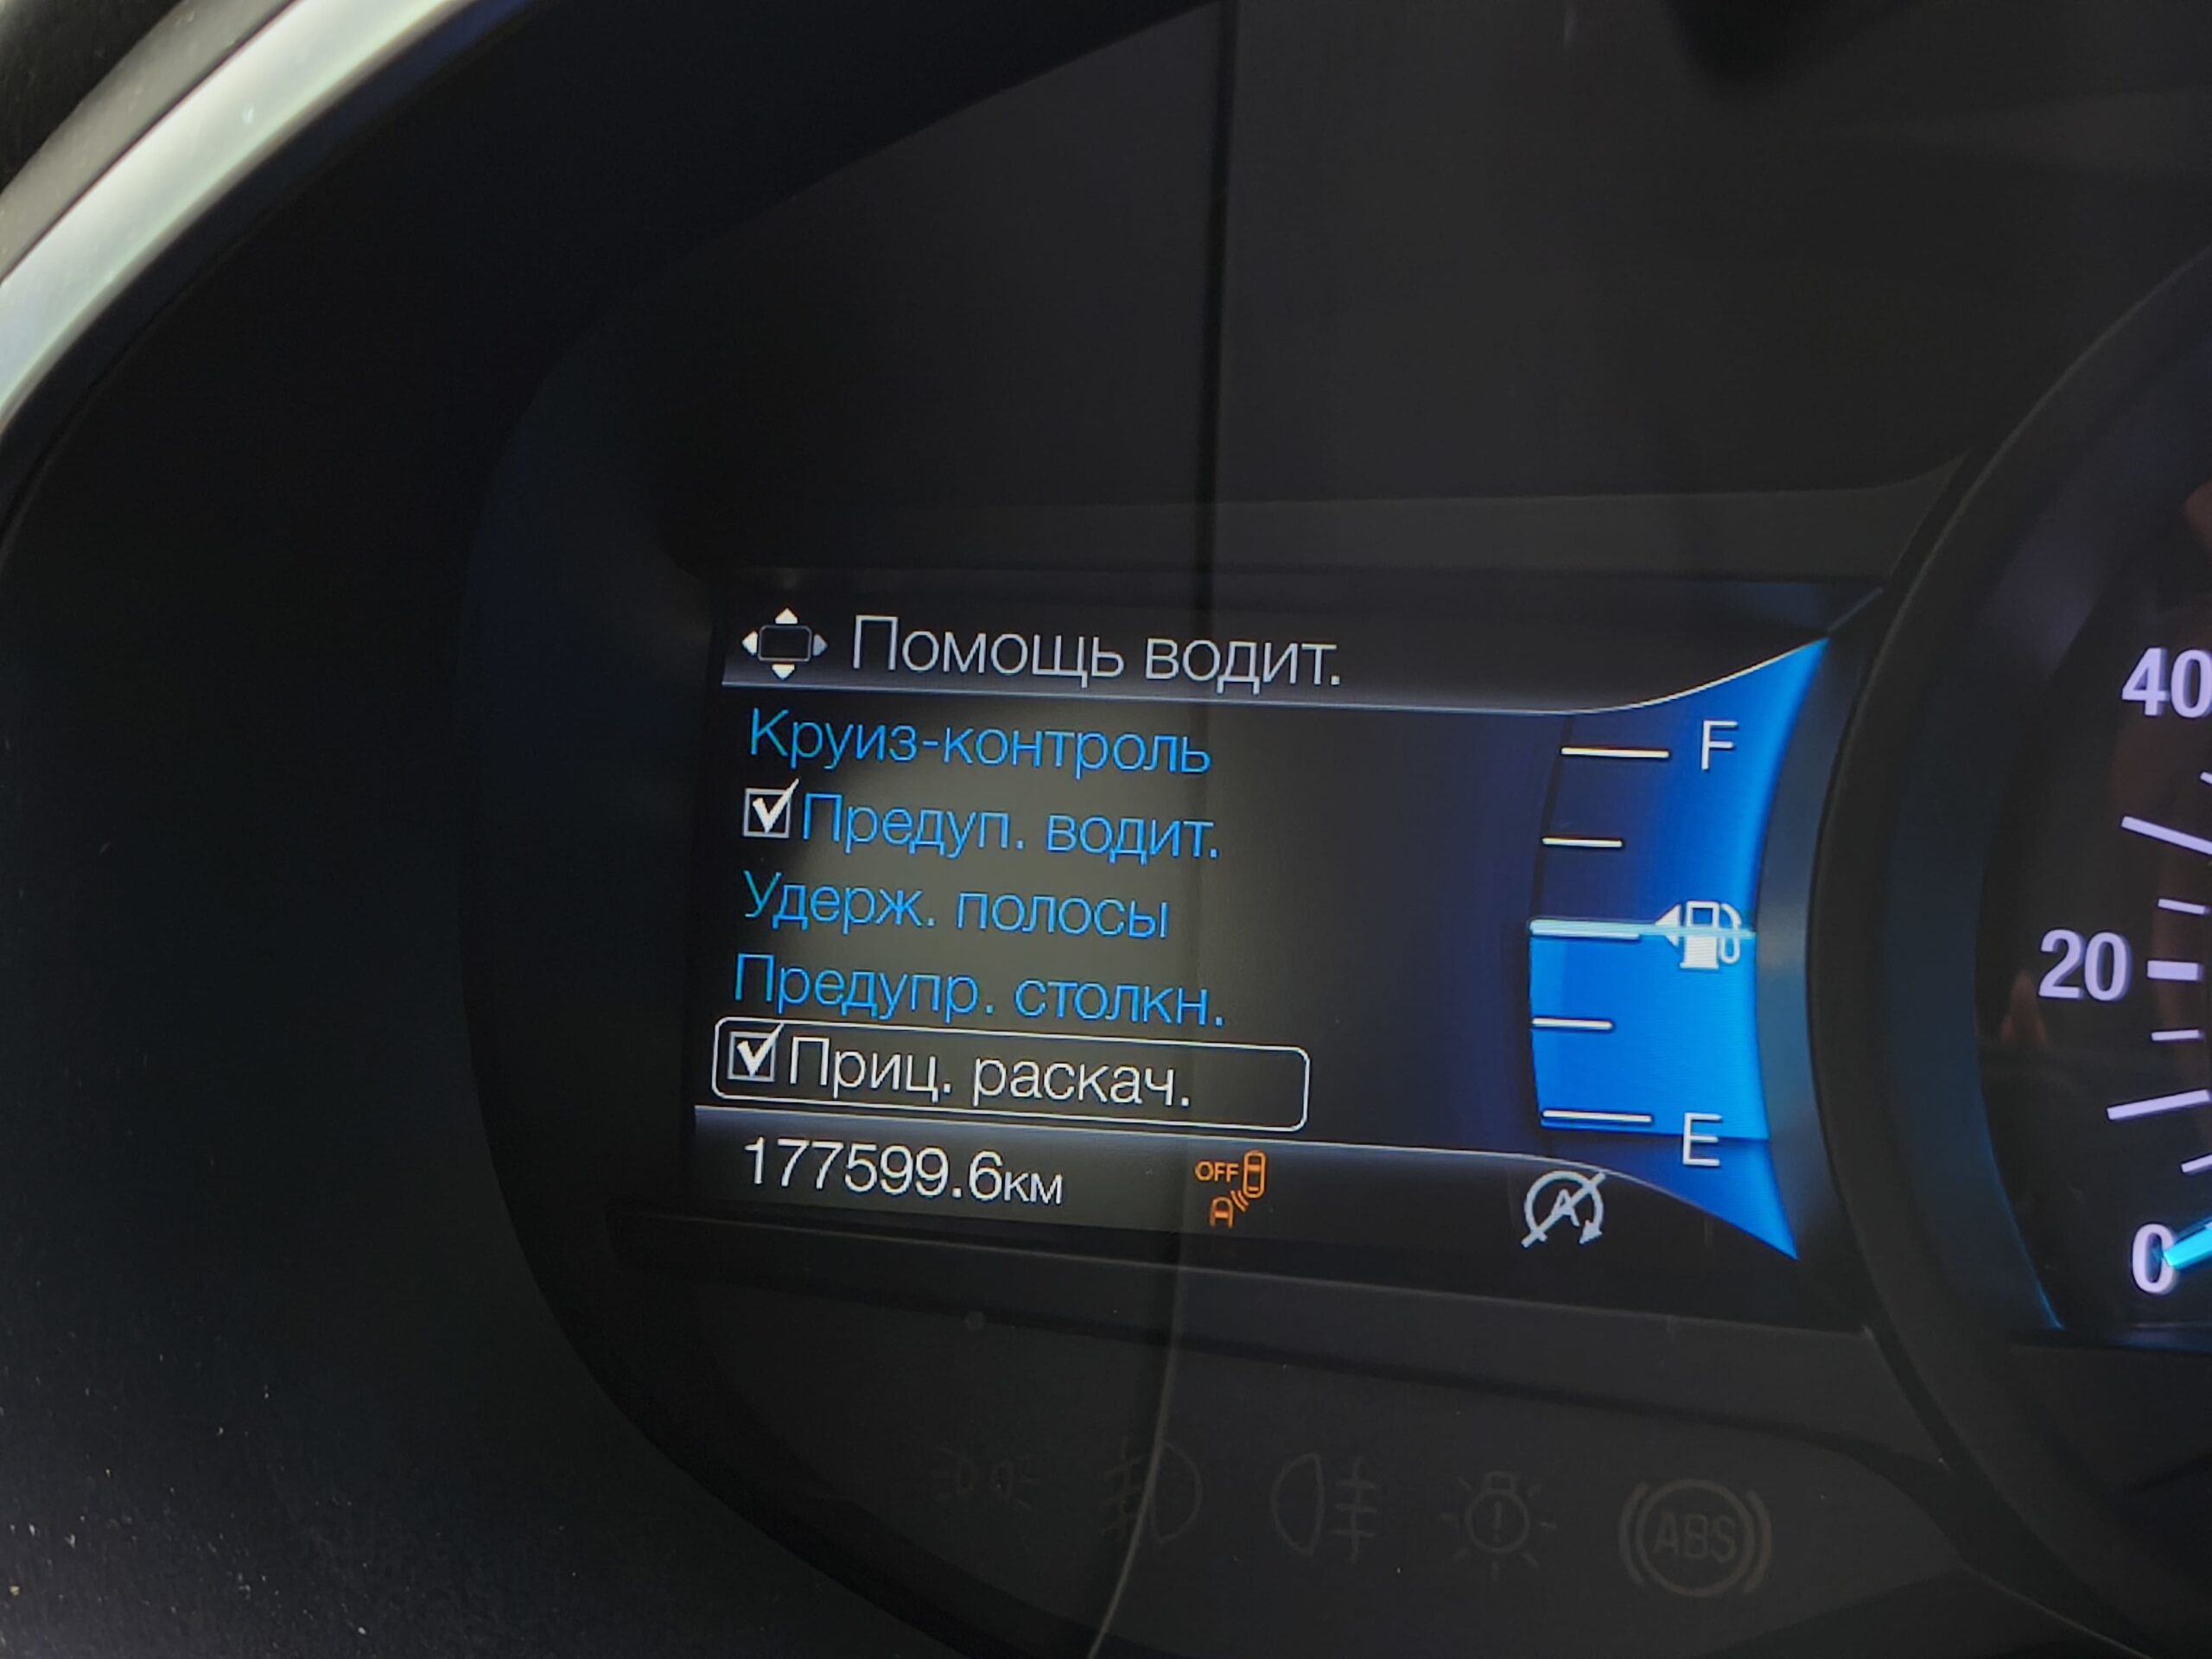 Помощь водит.
Круиз-контроль
Предуп. водит.
Удерж. полосы
Предупр. столкн.
Приц. раскач.
177599.6км
OFF
A
F
E
40
20
0
ABS